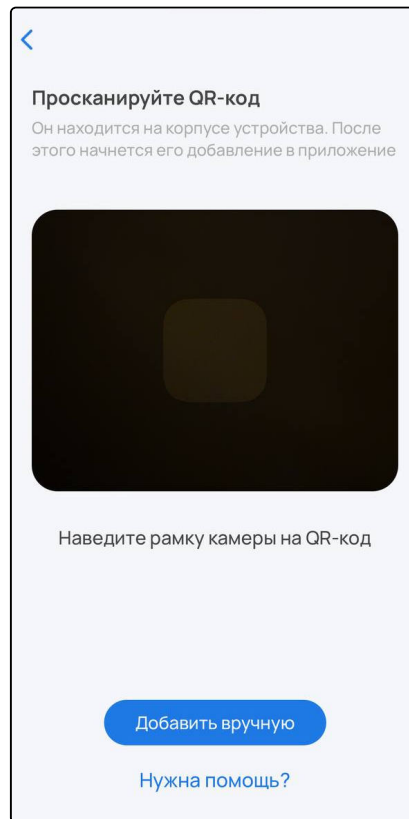 Просканируйте QR-код
Он находится на корпусе устройства. После
этого начнется его добавление в приложение
Наведите рамку камеры на QR-код
Добавить вручную
Нужна помощь?